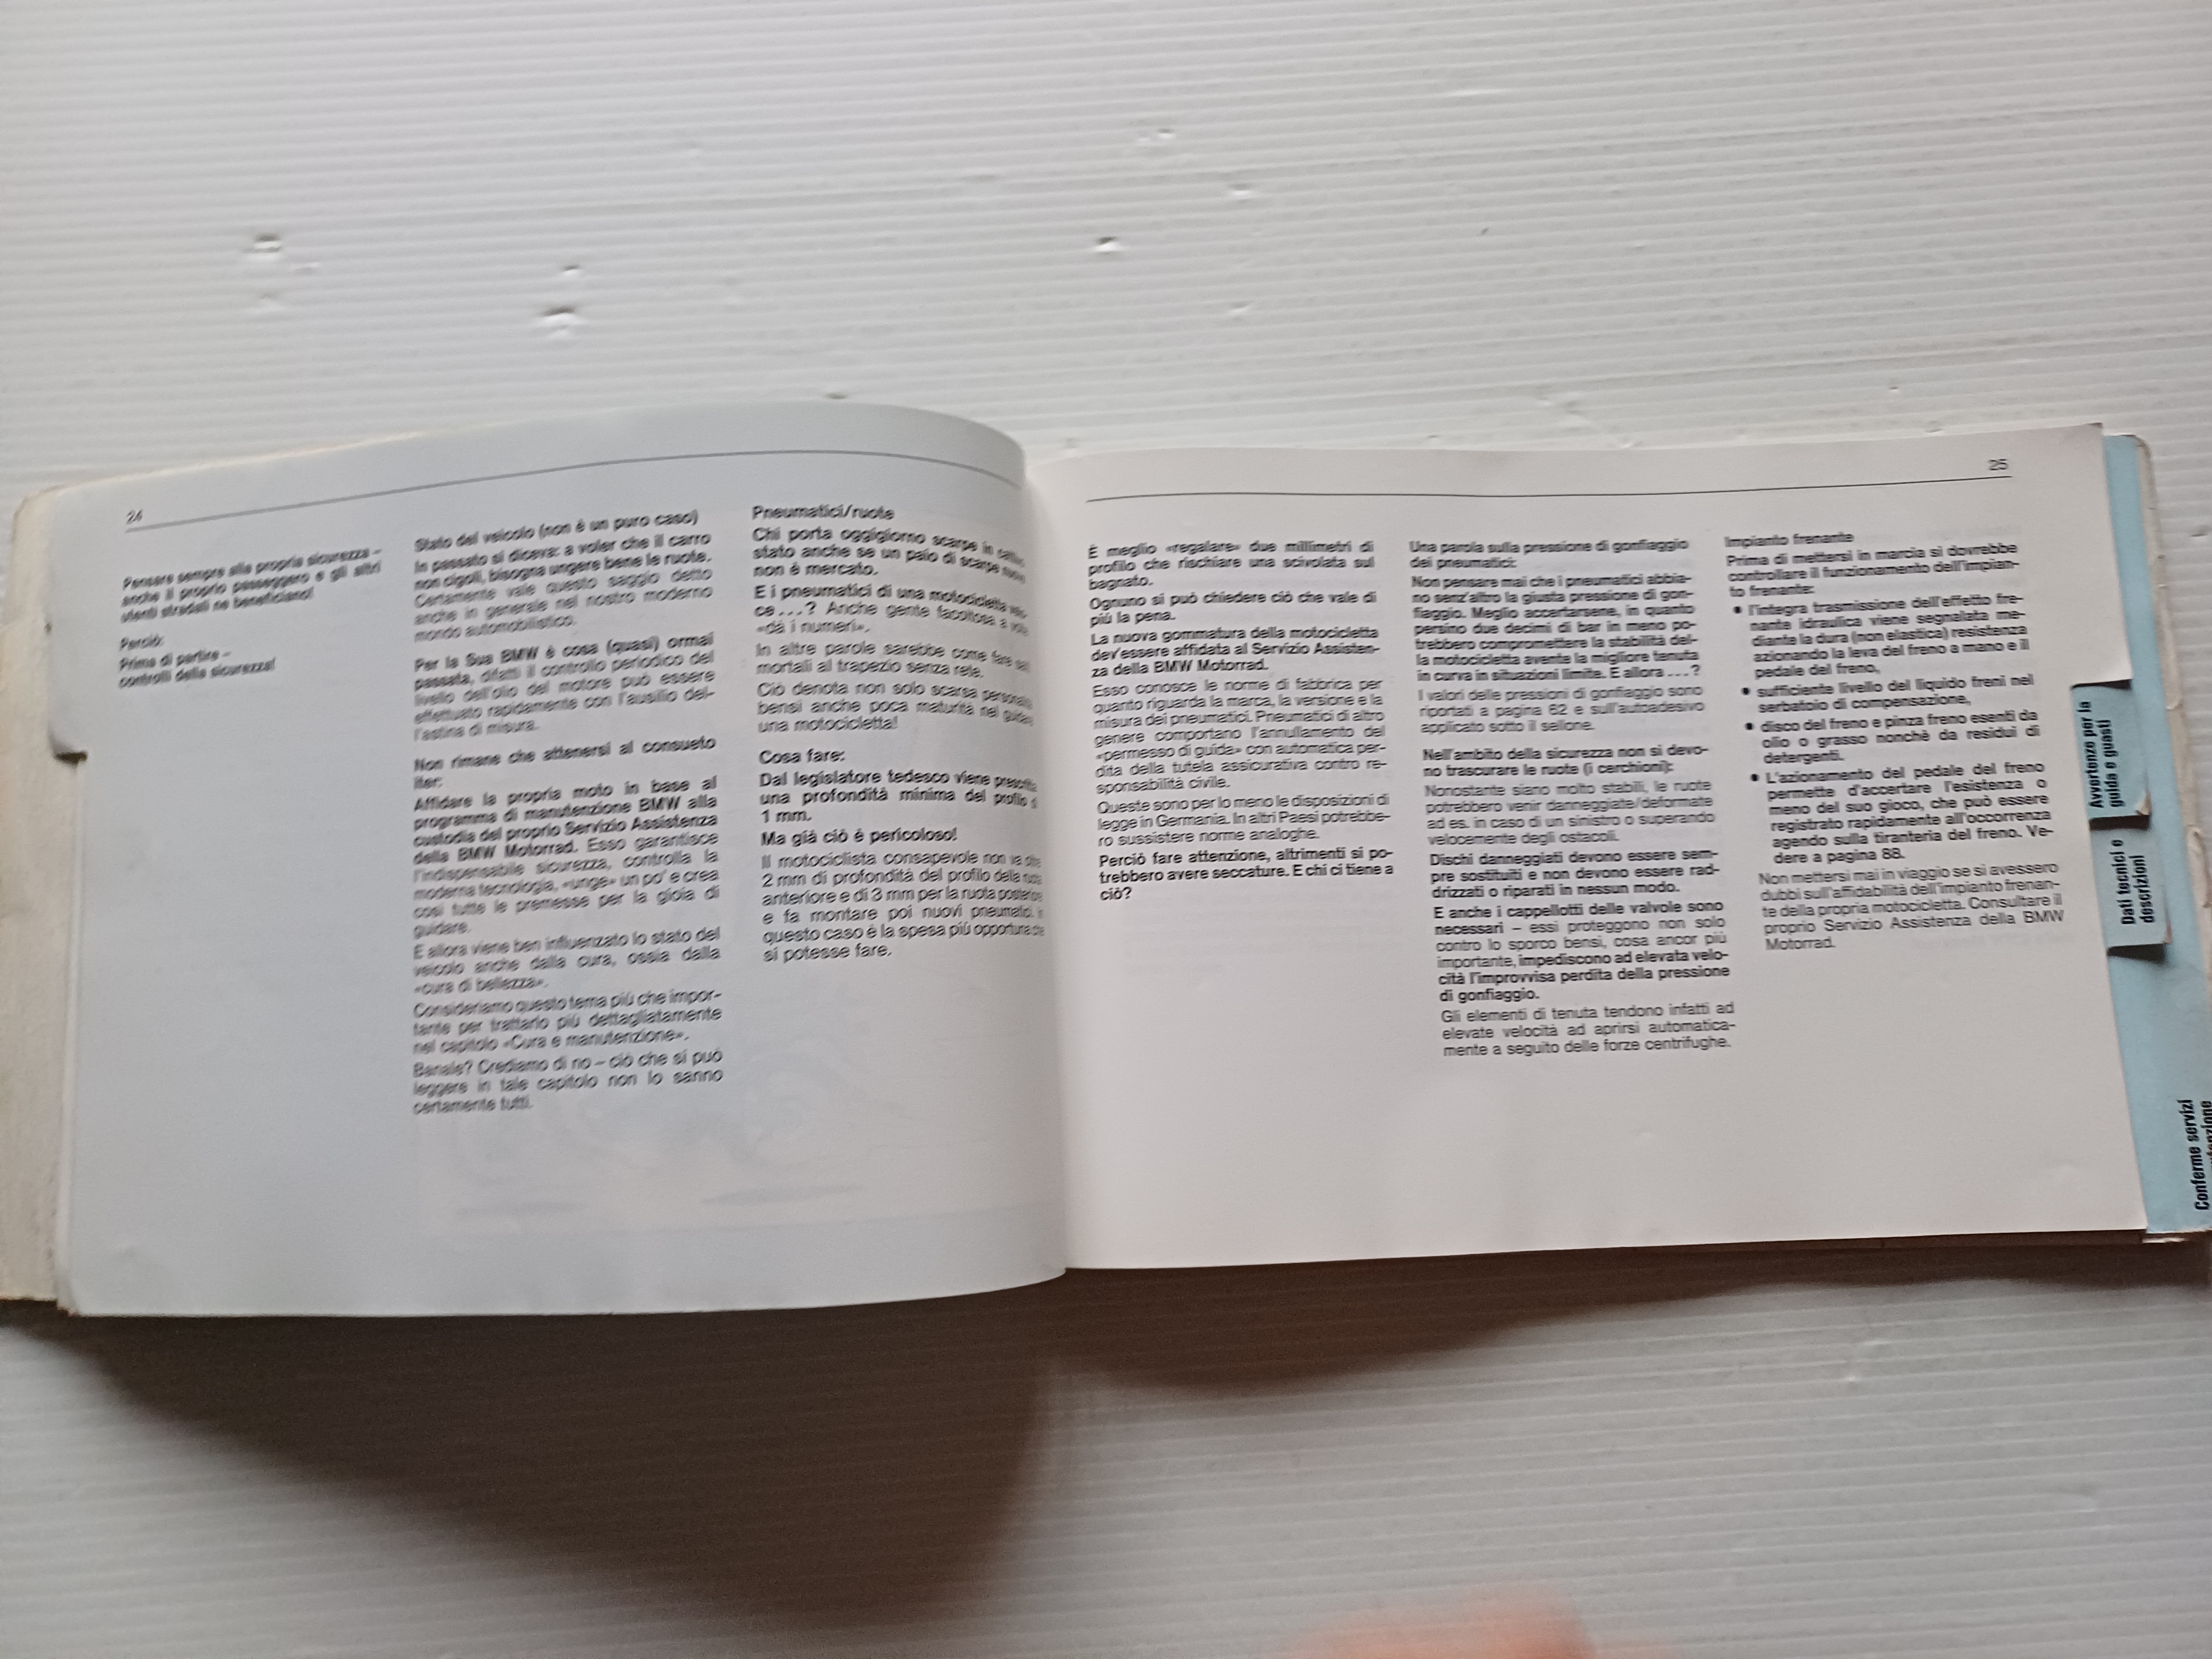 24
Pensare sempre alla propria sicurezza –
anche il proprio passeggero e gli altri
utenti stradali ne beneficiano!
Perciò:
Prima di partire –
controlli della sicurezza!
Stato del veicolo (non è un puro caso)
In passato si diceva: a voler che il carro
non cigoli, bisogna ungere bene le ruote.
Certamente vale questo saggio detto
anche in generale nel nostro moderno
mondo automobilistico.
Per la Sua BMW è cosa (quasi) ormai
passata, difatti il controllo periodico del
livello dell'olio del motore può essere
effettuato rapidamente con l'ausilio del-
l'astina di misura.
Non rimane che attenersi al consueto
iter:
Affidare la propria moto in base al
programma di manutenzione BMW alla
custodia del proprio Servizio Assistenza
della BMW Motorrad. Esso garantisce
l'indispensabile sicurezza, controlla la
moderna tecnologia, «unge» un po' e crea
così tutte le premesse per la gioia di
guidare.
E allora viene ben influenzato lo stato del
veicolo anche dalla cura, ossia dalla
«cura di bellezza».
Consideriamo questo tema più che impor-
tante per trattarlo più dettagliatamente
nel capitolo «Cura e manutenzione».
Banale? Crediamo di no – ciò che si può
leggere in tale capitolo non lo sanno
certamente tutti.
Pneumatici/ruote
Chi porta oggigiorno scarpe in cattivo
stato anche se un paio di scarpe nuove
non è mercato.
E i pneumatici di una motocicletta
ce...? Anche gente facoltosa a volte
«dà i numeri».
In altre parole sarebbe come fare salti
mortali al trapezio senza rete.
Ciò denota non solo scarsa personalità
bensì anche poca maturità nel guidare
una motocicletta!
Cosa fare:
Dal legislatore tedesco viene prescritta
una profondità minima del profilo di
1 mm.
Ma già ciò è pericoloso!
Il motociclista consapevole non va oltre
2 mm di profondità del profilo della ruota
anteriore e di 3 mm per la ruota posteriore
e fa montare poi nuovi pneumatici, in
questo caso è la spesa più opportuna che
si potesse fare.
25
È meglio «regalare» due millimetri di
profilo che rischiare una scivolata sul
bagnato.
Ognuno si può chiedere ciò che vale di
più la pena.
La nuova gommatura della motocicletta
dev'essere affidata al Servizio Assisten-
za della BMW Motorrad.
Esso conosce le norme di fabbrica per
quanto riguarda la marca, la versione e la
misura dei pneumatici. Pneumatici di altro
genere comportano l'annullamento del
«permesso di guida» con automatica per-
dita della tutela assicurativa contro re-
sponsabilità civile.
Queste sono per lo meno le disposizioni di
legge in Germania. In altri Paesi potrebbe-
ro sussistere norme analoghe.
Perciò fare attenzione, altrimenti si po-
trebbero avere seccature. E chi ci tiene a
ciò?
Una parola sulla pressione di gonfiaggio
dei pneumatici:
Non pensare mai che i pneumatici abbia-
no senz'altro la giusta pressione di gon-
fiaggio. Meglio accertarsene, in quanto
persino due decimi di bar in meno po-
trebbero compromettere la stabilità del-
la motocicletta avente la migliore tenuta
in curva in situazioni limite. E allora...?
I valori delle pressioni di gonfiaggio sono
riportati a pagina 62 e sull'autoadesivo
applicato sotto il sellone.
Nell'ambito della sicurezza non si devo-
no trascurare le ruote (i cerchioni):
Nonostante siano molto stabili, le ruote
potrebbero venir danneggiate/deformate
ad es. in caso di un sinistro o superando
velocemente degli ostacoli.
Dischi danneggiati devono essere sem-
pre sostituiti e non devono essere rad-
drizzati o riparati in nessun modo.
E anche i cappellotti delle valvole sono
necessari – essi proteggono non solo
contro lo sporco bensì, cosa ancor più
importante, impediscono ad elevata velo-
cità l'improvvisa perdita della pressione
di gonfiaggio.
Gli elementi di tenuta tendono infatti ad
elevate velocità ad aprirsi automatica-
mente a seguito delle forze centrifughe.
Impianto frenante
Prima di mettersi in marcia si dovrebbe
controllare il funzionamento dell'impian-
to frenante:
● l'integra trasmissione dell'effetto fre-
nante idraulica viene segnalata me-
diante la dura (non elastica) resistenza
azionando la leva del freno a mano e il
pedale del freno,
● sufficiente livello del liquido freni nel
serbatoio di compensazione,
● disco del freno e pinza freno esenti da
olio o grasso nonchè da residui di
detergenti.
● L'azionamento del pedale del freno
permette d'accertare l'esistenza o
meno del suo gioco, che può essere
registrato rapidamente all'occorrenza
agendo sulla tiranteria del freno. Ve-
dere a pagina 88.
Non mettersi mai in viaggio se si avessero
dubbi sull'affidabilità dell'impianto frenan-
te della propria motocicletta. Consultare il
proprio Servizio Assistenza della BMW
Motorrad.
Avvertenze per la
guida e guasti
Dati tecnici e
descrizioni
Conferme servizi